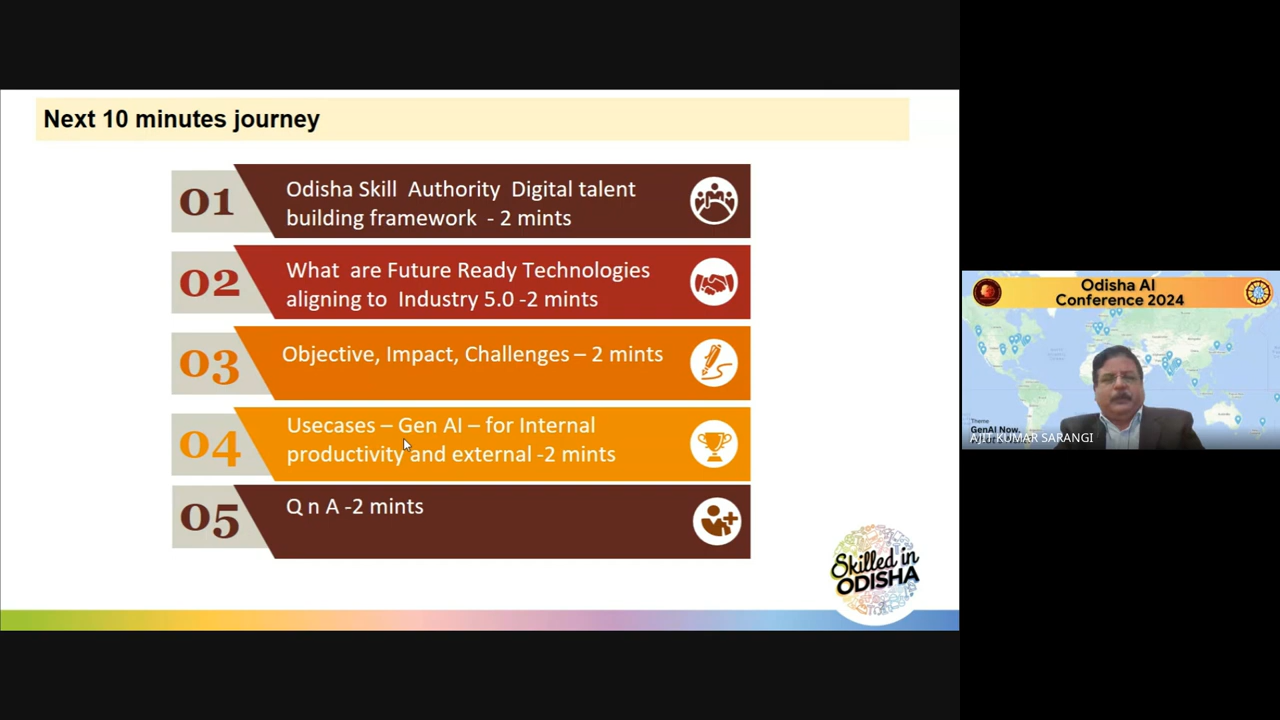 Next 10 minutes journey
01
Odisha Skill Authority Digital talent
building framework - 2 mints
02
What are Future Ready Technologies
aligning to Industry 5.0 -2 mints
03
Objective, Impact, Challenges – 2 mints
04
Usecases – Gen AI – for Internal
productivity and external -2 mints
05
Q n A -2 mints
Skilled in
ODISHA
Odisha AI
Conference 2024
Theme
GenAI Now.
AJIT KUMAR SARANGI